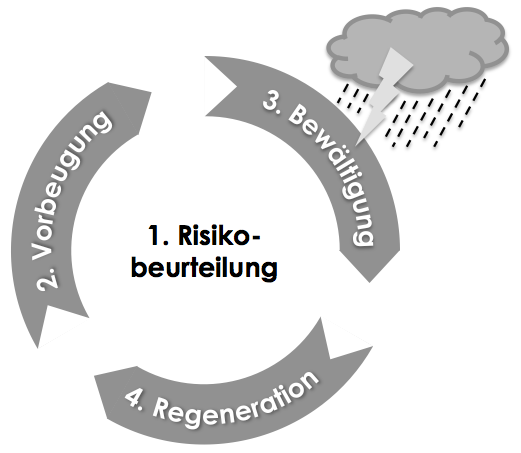 1. Risiko-
beurteilung
2. Vorbeugung
3. Bewältigung
4. Regeneration